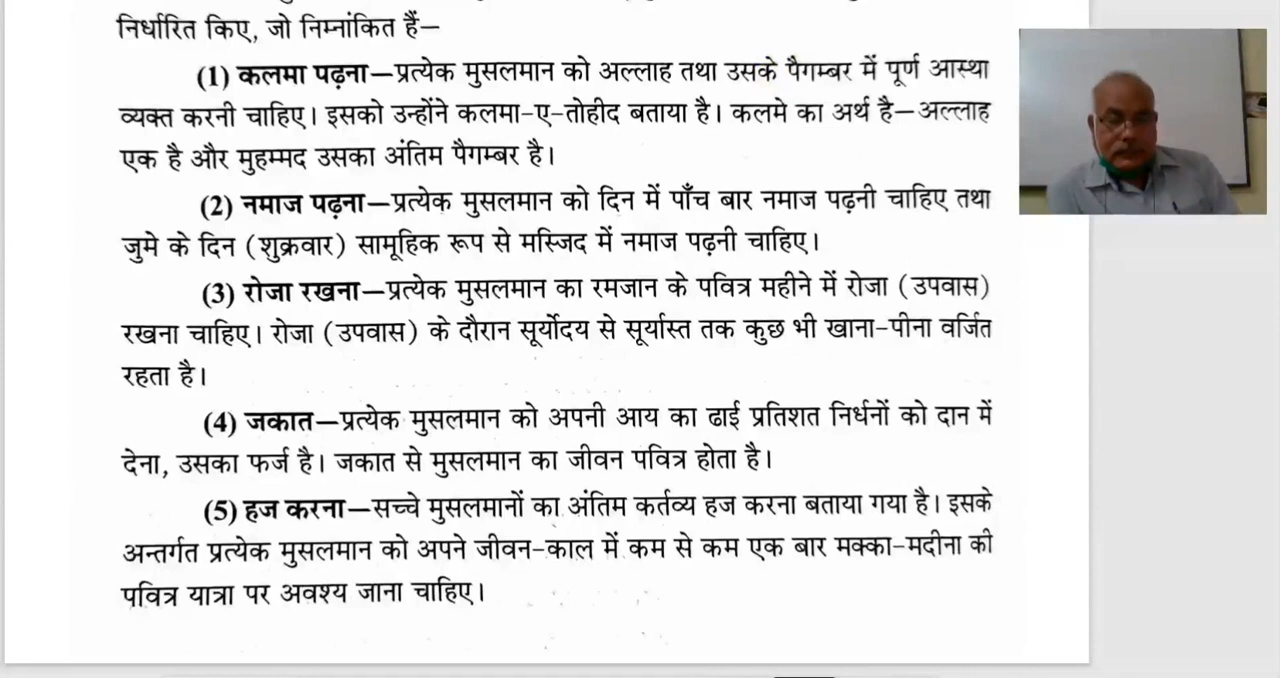 निर्धारित किए, जो निम्नांकित हैं—
(1) कलमा पढ़ना—प्रत्येक मुसलमान को अल्लाह तथा उसके पैगम्बर में पूर्ण आस्था
व्यक्त करनी चाहिए। इसको उन्होंने कलमा-ए-तोहीद बताया है। कलमे का अर्थ है—अल्लाह
एक है और मुहम्मद उसका अंतिम पैगम्बर है।
(2) नमाज पढ़ना—प्रत्येक मुसलमान को दिन में पाँच बार नमाज पढ़नी चाहिए तथा
जुमे के दिन (शुक्रवार) सामूहिक रूप से मस्जिद में नमाज पढ़नी चाहिए।
(3) रोजा रखना—प्रत्येक मुसलमान का रमजान के पवित्र महीने में रोजा (उपवास)
रखना चाहिए। रोजा (उपवास) के दौरान सूर्योदय से सूर्यास्त तक कुछ भी खाना-पीना वर्जित
रहता है।
(4) जकात—प्रत्येक मुसलमान को अपनी आय का ढाई प्रतिशत निर्धनों को दान में
देना, उसका फर्ज है। जकात से मुसलमान का जीवन पवित्र होता है।
(5) हज करना—सच्चे मुसलमानों का अंतिम कर्तव्य हज करना बताया गया है। इसके
अन्तर्गत प्रत्येक मुसलमान को अपने जीवन-काल में कम से कम एक बार मक्का-मदीना की
पवित्र यात्रा पर अवश्य जाना चाहिए।